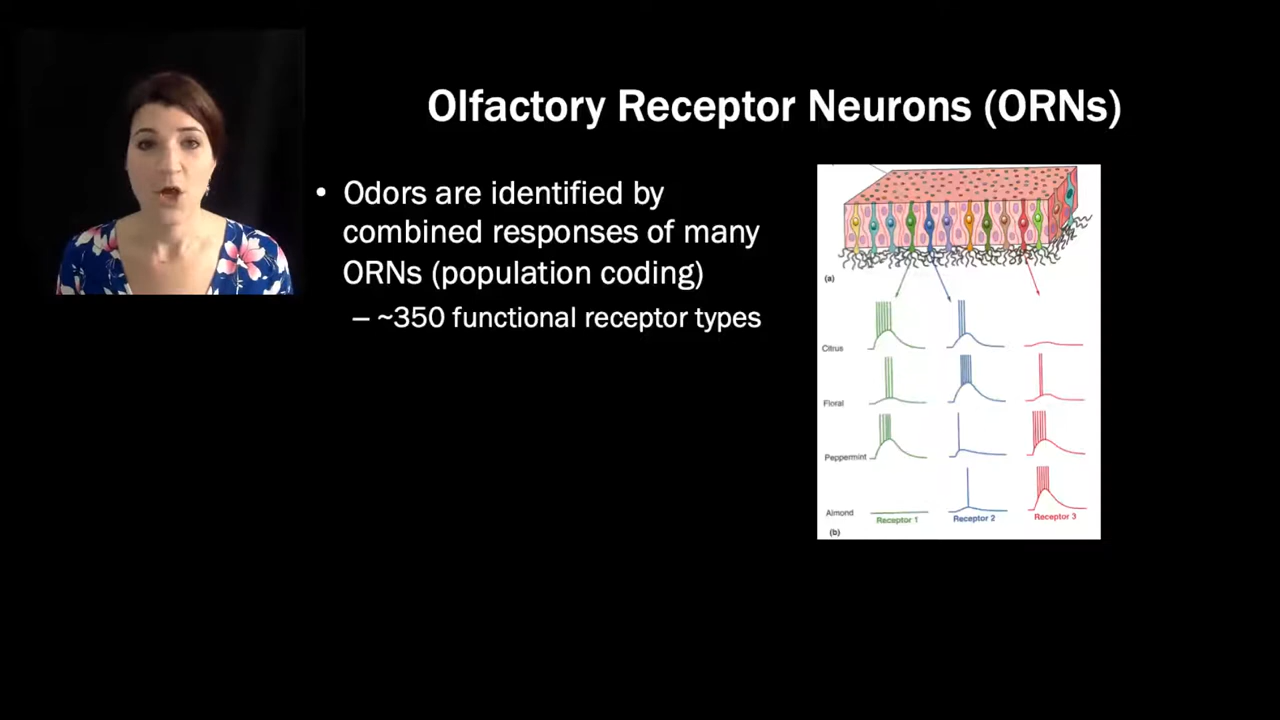 Olfactory Receptor Neurons (ORNs)
• Odors are identified by
combined responses of many
ORNs (population coding)
– ~350 functional receptor types
(a)
Citrus
Floral
Peppermint
Almond
Receptor 1
Receptor 2
Receptor 3
(b)